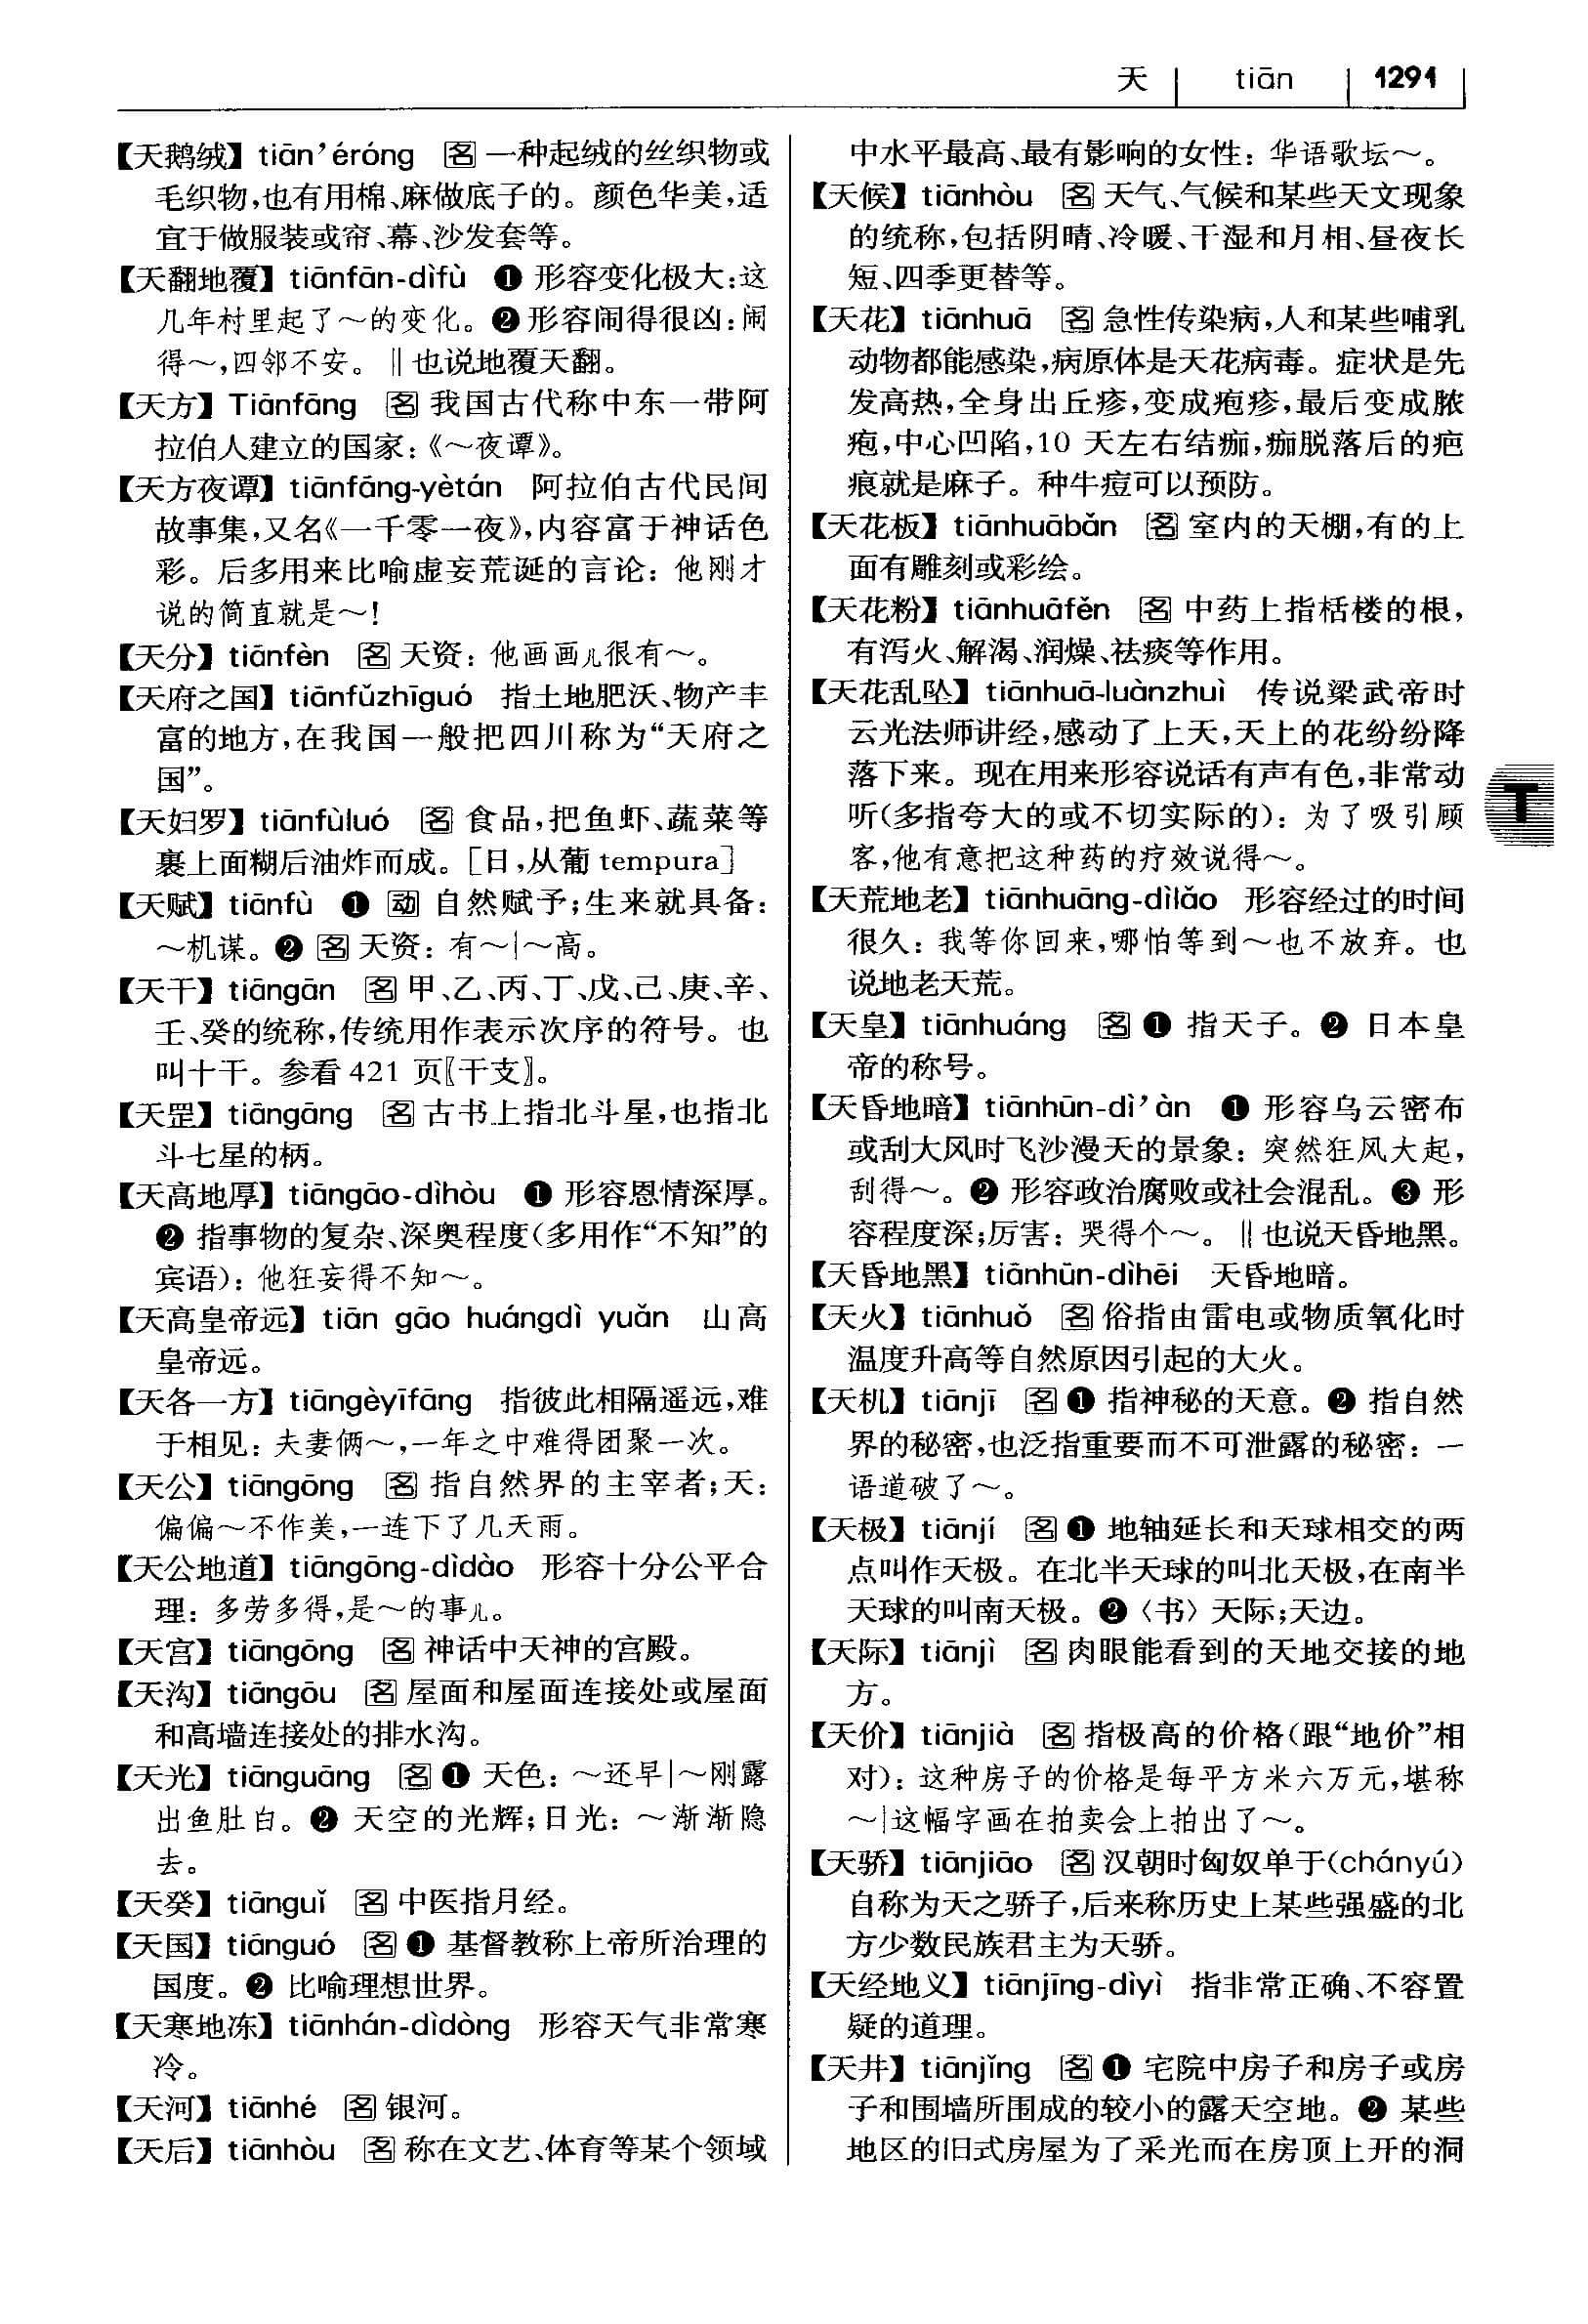 天 tiān 1291
【天鹅绒】tiān’éróng 名 一种起绒的丝织物或
毛织物,也有用棉、麻做底子的。颜色华美,适
宜于做服装或帘、幕、沙发套等。
【天翻地覆】tiānfān-dìfù ❶ 形容变化极大:这
几年村里起了～的变化。❷ 形容闹得很凶:闹
得～,四邻不安。‖也说地覆天翻。
【天方】Tiānfāng 名 我国古代称中东一带阿
拉伯人建立的国家:《～夜谭》。
【天方夜谭】tiānfāng-yètán 阿拉伯古代民间
故事集,又名《一千零一夜》,内容富于神话色
彩。后多用来比喻虚妄荒诞的言论:他刚才
说的简直就是～!
【天分】tiānfèn 名 天资:他画画儿很有～。
【天府之国】tiānfǔzhīguó 指土地肥沃、物产丰
富的地方,在我国一般把四川称为“天府之
国”。
【天妇罗】tiānfùluó 名 食品,把鱼虾、蔬菜等
裹上面糊后油炸而成。[日,从葡 tempura]
【天赋】tiānfù ❶ 动 自然赋予;生来就具备:
～机谋。❷ 名 天资:有～|～高。
【天干】tiāngān 名 甲、乙、丙、丁、戊、己、庚、辛、
壬、癸的统称,传统用作表示次序的符号。也
叫十干。参看 421 页〖干支〗。
【天罡】tiāngāng 名 古书上指北斗星,也指北
斗七星的柄。
【天高地厚】tiāngāo-dìhòu ❶ 形容恩情深厚。
❷ 指事物的复杂、深奥程度(多用作“不知”的
宾语):他狂妄得不知～。
【天高皇帝远】tiān gāo huángdì yuǎn 山高
皇帝远。
【天各一方】tiāngèyīfāng 指彼此相隔遥远,难
于相见:夫妻俩～,一年之中难得团聚一次。
【天公】tiāngōng 名 指自然界的主宰者;天:
偏偏～不作美,一连下了几天雨。
【天公地道】tiāngōng-dìdào 形容十分公平合
理:多劳多得,是～的事儿。
【天宫】tiāngōng 名 神话中天神的宫殿。
【天沟】tiāngōu 名 屋面和屋面连接处或屋面
和高墙连接处的排水沟。
【天光】tiānguāng 名 ❶ 天色:～还早|～刚露
出鱼肚白。❷ 天空的光辉;日光:～渐渐隐
去。
【天癸】tiānguǐ 名 中医指月经。
【天国】tiānguó 名 ❶ 基督教称上帝所治理的
国度。❷ 比喻理想世界。
【天寒地冻】tiānhán-dìdòng 形容天气非常寒
冷。
【天河】tiānhé 名 银河。
【天后】tiānhòu 名 称在文艺、体育等某个领域
中水平最高、最有影响的女性:华语歌坛～。
【天候】tiānhòu 名 天气、气候和某些天文现象
的统称,包括阴晴、冷暖、干湿和月相、昼夜长
短、四季更替等。
【天花】tiānhuā 名 急性传染病,人和某些哺乳
动物都能感染,病原体是天花病毒。症状是先
发高热,全身出丘疹,变成疱疹,最后变成脓
疱,中心凹陷,10 天左右结痂,痂脱落后的疤
痕就是麻子。种牛痘可以预防。
【天花板】tiānhuābǎn 名 室内的天棚,有的上
面有雕刻或彩绘。
【天花粉】tiānhuāfěn 名 中药上指栝楼的根,
有泻火、解渴、润燥、祛痰等作用。
【天花乱坠】tiānhuā-luànzhuì 传说梁武帝时
云光法师讲经,感动了上天,天上的花纷纷降
落下来。现在用来形容说话有声有色,非常动
听(多指夸大的或不切实际的):为了吸引顾
客,他有意把这种药的疗效说得～。
【天荒地老】tiānhuāng-dìlǎo 形容经过的时间
很久:我等你回来,哪怕等到～也不放弃。也
说地老天荒。
【天皇】tiānhuáng 名 ❶ 指天子。❷ 日本皇
帝的称号。
【天昏地暗】tiānhūn-dì’àn ❶ 形容乌云密布
或刮大风时飞沙漫天的景象:突然狂风大起,
刮得～。❷ 形容政治腐败或社会混乱。❸ 形
容程度深;厉害:哭得个～。‖也说天昏地黑。
【天昏地黑】tiānhūn-dìhēi 天昏地暗。
【天火】tiānhuǒ 名 俗指由雷电或物质氧化时
温度升高等自然原因引起的大火。
【天机】tiānjī 名 ❶ 指神秘的天意。❷ 指自然
界的秘密,也泛指重要而不可泄露的秘密:一
语道破了～。
【天极】tiānjí 名 ❶ 地轴延长和天球相交的两
点叫作天极。在北半天球的叫北天极,在南半
天球的叫南天极。❷〈书〉天际;天边。
【天际】tiānjì 名 肉眼能看到的天地交接的地
方。
【天价】tiānjià 名 指极高的价格(跟“地价”相
对):这种房子的价格是每平方米六万元,堪称
～|这幅字画在拍卖会上拍出了～。
【天骄】tiānjiāo 名 汉朝时匈奴单于(chányú)
自称为天之骄子,后来称历史上某些强盛的北
方少数民族君主为天骄。
【天经地义】tiānjīng-dìyì 指非常正确、不容置
疑的道理。
【天井】tiānjǐng 名 ❶ 宅院中房子和房子或房
子和围墙所围成的较小的露天空地。❷ 某些
地区的旧式房屋为了采光而在房顶上开的洞
T